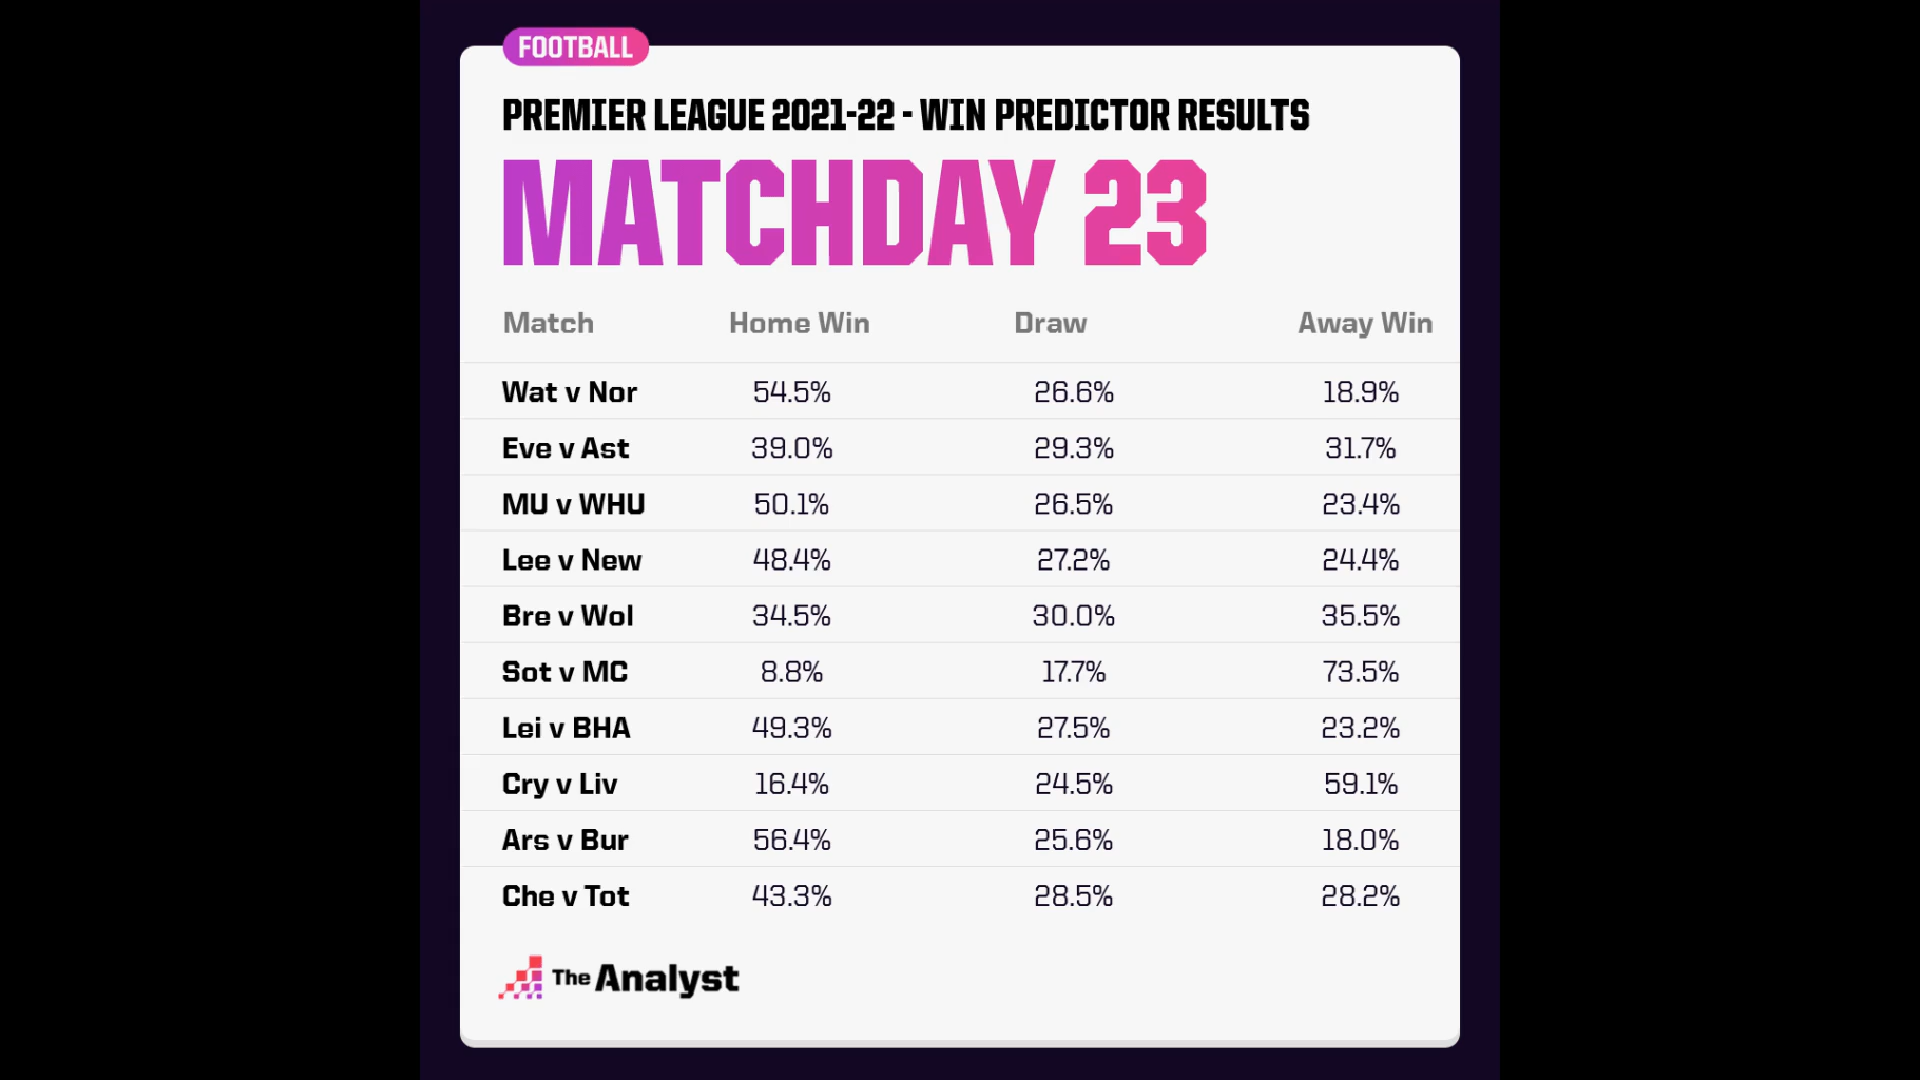 FOOTBALL
PREMIER LEAGUE 2021-22 - WIN PREDICTOR RESULTS
MATCHDAY 23
Match Home Win Draw Away Win
Wat v Nor 54.5% 26.6% 18.9%
Eve v Ast 39.0% 29.3% 31.7%
MU v WHU 50.1% 26.5% 23.4%
Lee v New 48.4% 27.2% 24.4%
Bre v Wol 34.5% 30.0% 35.5%
Sot v MC 8.8% 17.7% 73.5%
Lei v BHA 49.3% 27.5% 23.2%
Cry v Liv 16.4% 24.5% 59.1%
Ars v Bur 56.4% 25.6% 18.0%
Che v Tot 43.3% 28.5% 28.2%
The Analyst